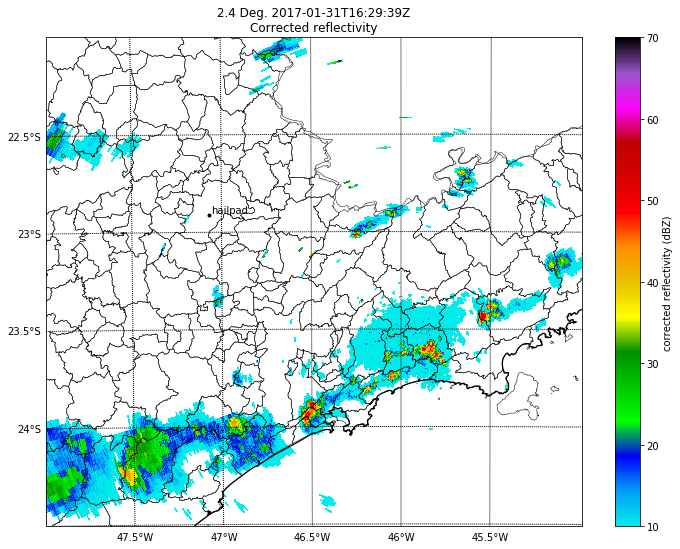 2.4 Deg. 2017-01-31T16:29:39Z
Corrected reflectivity
22.5°S
23°S
23.5°S
24°S
hailpad
47.5°W
47°W
46.5°W
46°W
45.5°W
70
60
50
40
30
20
10
corrected reflectivity (dBZ)